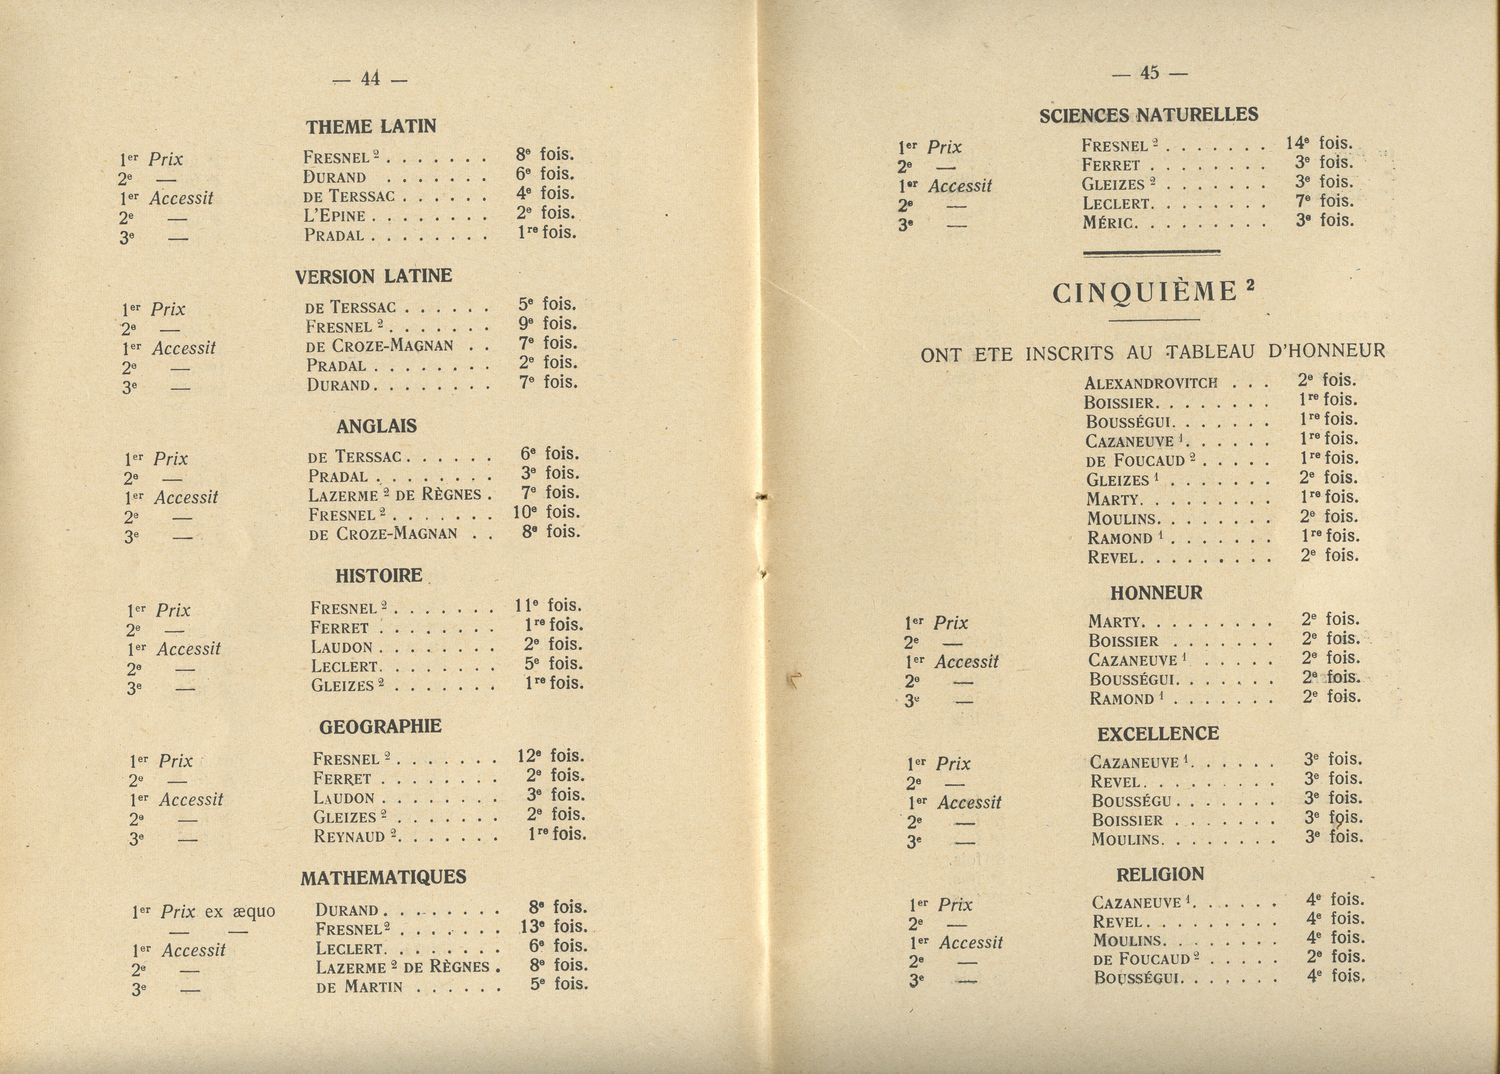 — 44 —
THEME LATIN
1er Prix FRESNEL 2 . . . . . . . 8e fois.
2e — DURAND . . . . . . . 6e fois.
1er Accessit DE TERSSAC . . . . . . 4e fois.
2e — L'EPINE . . . . . . . . 2e fois.
3e — PRADAL . . . . . . . . 1re fois.
VERSION LATINE
1er Prix DE TERSSAC . . . . . . 5e fois.
2e — FRESNEL 2 . . . . . . . 9e fois.
1er Accessit DE CROZE-MAGNAN . . 7e fois.
2e — PRADAL . . . . . . . . 2e fois.
3e — DURAND. . . . . . . . 7e fois.
ANGLAIS
1er Prix DE TERSSAC. . . . . . 6e fois.
2e — PRADAL . . . . . . . . 3e fois.
1er Accessit LAZERME 2 DE RÈGNES . 7e fois.
2e — FRESNEL 2 . . . . . . . 10e fois.
3e — DE CROZE-MAGNAN . . 8e fois.
HISTOIRE
1er Prix FRESNEL 2 . . . . . . . 11e fois.
2e — FERRET . . . . . . . . 1re fois.
1er Accessit LAUDON . . . . . . . . 2e fois.
2e — LECLERT. . . . . . . . 5e fois.
3e — GLEIZES 2 . . . . . . . 1re fois.
GEOGRAPHIE
1er Prix FRESNEL 2 . . . . . . . 12e fois.
2e — FERRET . . . . . . . . 2e fois.
1er Accessit LAUDON . . . . . . . . 3e fois.
2e — GLEIZES 2 . . . . . . . 2e fois.
3e — REYNAUD 2. . . . . . . 1re fois.
MATHEMATIQUES
1er Prix ex æquo DURAND . . . . . . . . 8e fois.
— — FRESNEL 2 . . . . . . . 13e fois.
1er Accessit LECLERT. . . . . . . . 6e fois.
2e — LAZERME 2 DE RÈGNES . 8e fois.
3e — DE MARTIN . . . . . . 5e fois.
— 45 —
SCIENCES NATURELLES
1er Prix FRESNEL 2 . . . . . . . 14e fois.
2e — FERRET . . . . . . . . 3e fois.
1er Accessit GLEIZES 2 . . . . . . . 3e fois.
2e — LECLERT. . . . . . . . 7e fois.
3e — MÉRIC. . . . . . . . . 3e fois.
CINQUIÈME 2
ONT ETE INSCRITS AU TABLEAU D'HONNEUR
ALEXANDROVITCH . . . 2e fois.
BOISSIER. . . . . . . . 1re fois.
BOUSSÉGUI. . . . . . . 1re fois.
CAZANEUVE 1. . . . . . 1re fois.
DE FOUCAUD 2 . . . . . 1re fois.
GLEIZES 1 . . . . . . . 2e fois.
MARTY. . . . . . . . . 1re fois.
MOULINS. . . . . . . . 2e fois.
RAMOND 1 . . . . . . . 1re fois.
REVEL. . . . . . . . . 2e fois.
HONNEUR
1er Prix MARTY. . . . . . . . . 2e fois.
2e — BOISSIER . . . . . . . 2e fois.
1er Accessit CAZANEUVE 1 . . . . . 2e fois.
2e — BOUSSÉGUI. . . . . . . 2e fois.
3e — RAMOND 1 . . . . . . . 2e fois.
EXCELLENCE
1er Prix CAZANEUVE 1. . . . . . 3e fois.
2e — REVEL. . . . . . . . . 3e fois.
1er Accessit BOUSSÉGU . . . . . . . 3e fois.
2e — BOISSIER . . . . . . . 3e fois.
3e — MOULINS. . . . . . . . 3e fois.
RELIGION
1er Prix CAZANEUVE 1. . . . . . 4e fois.
2e — REVEL. . . . . . . . . 4e fois.
1er Accessit MOULINS. . . . . . . . 4e fois.
2e — DE FOUCAUD 2 . . . . . 2e fois.
3e — BOUSSÉGUI. . . . . . . 4e fois.